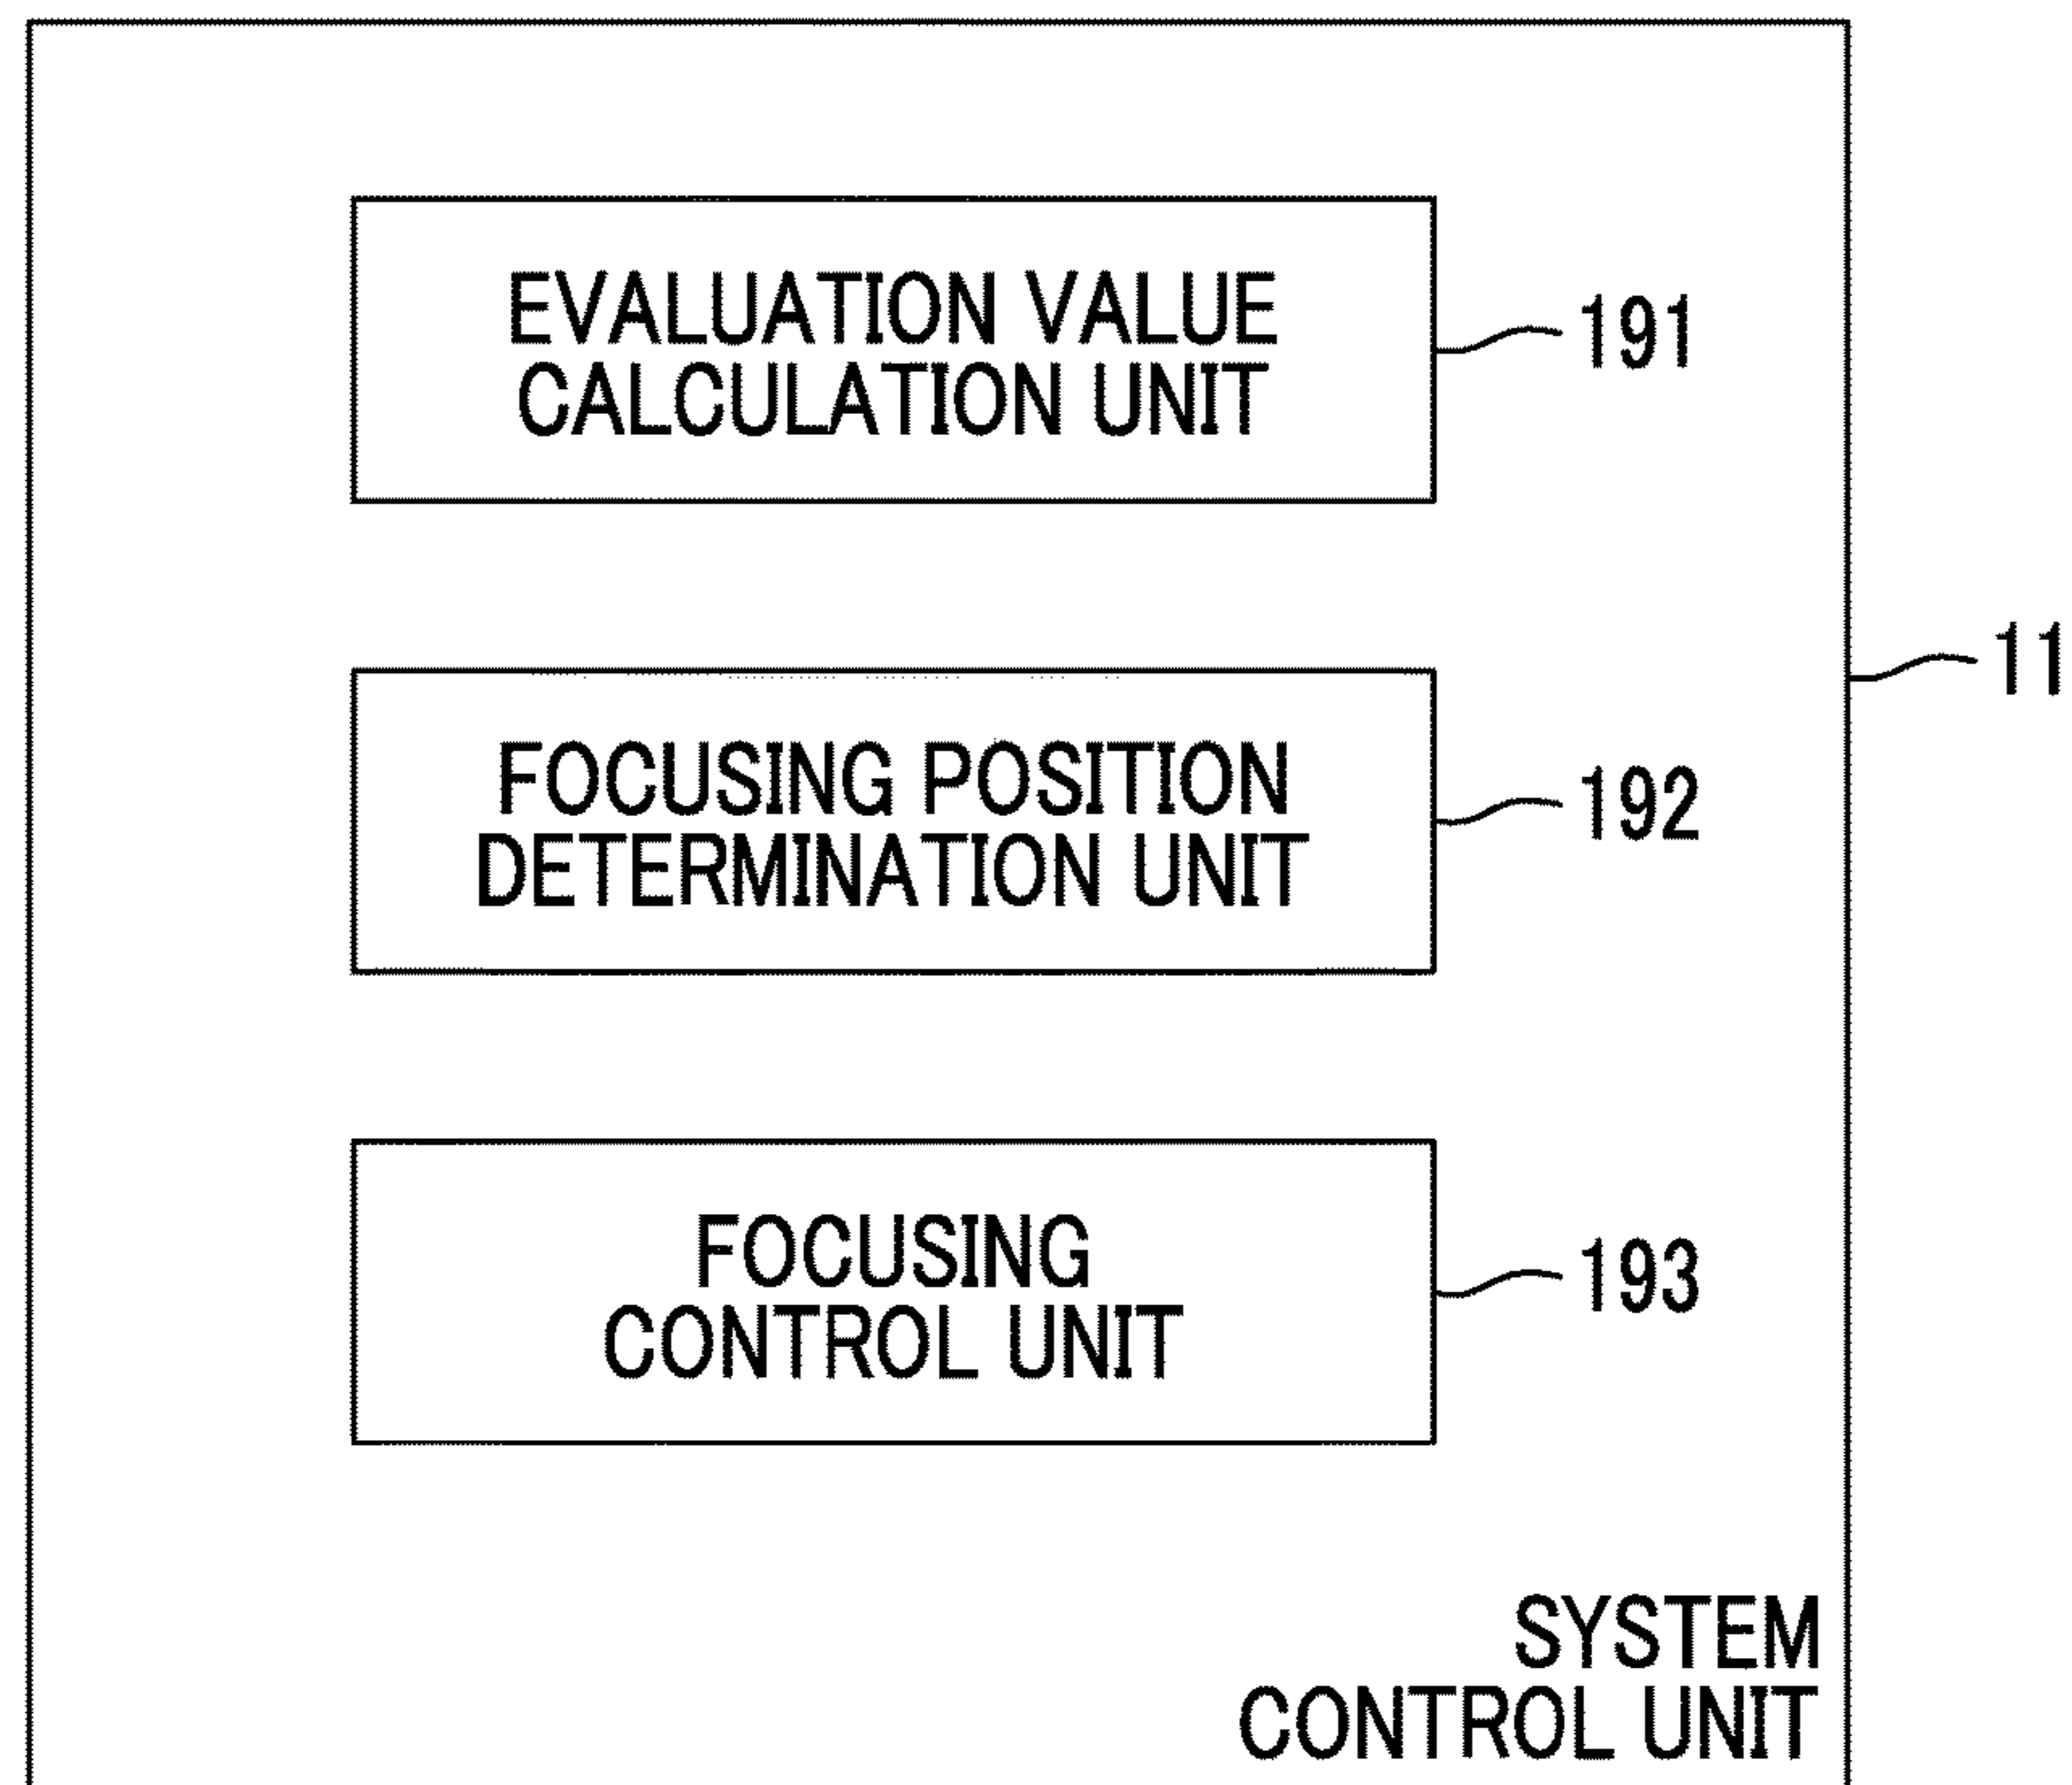 EVALUATION VALUE
CALCULATION UNIT
191
11
FOCUSING POSITION
DETERMINATION UNIT
192
FOCUSING
CONTROL UNIT
193
SYSTEM
CONTROL UNIT